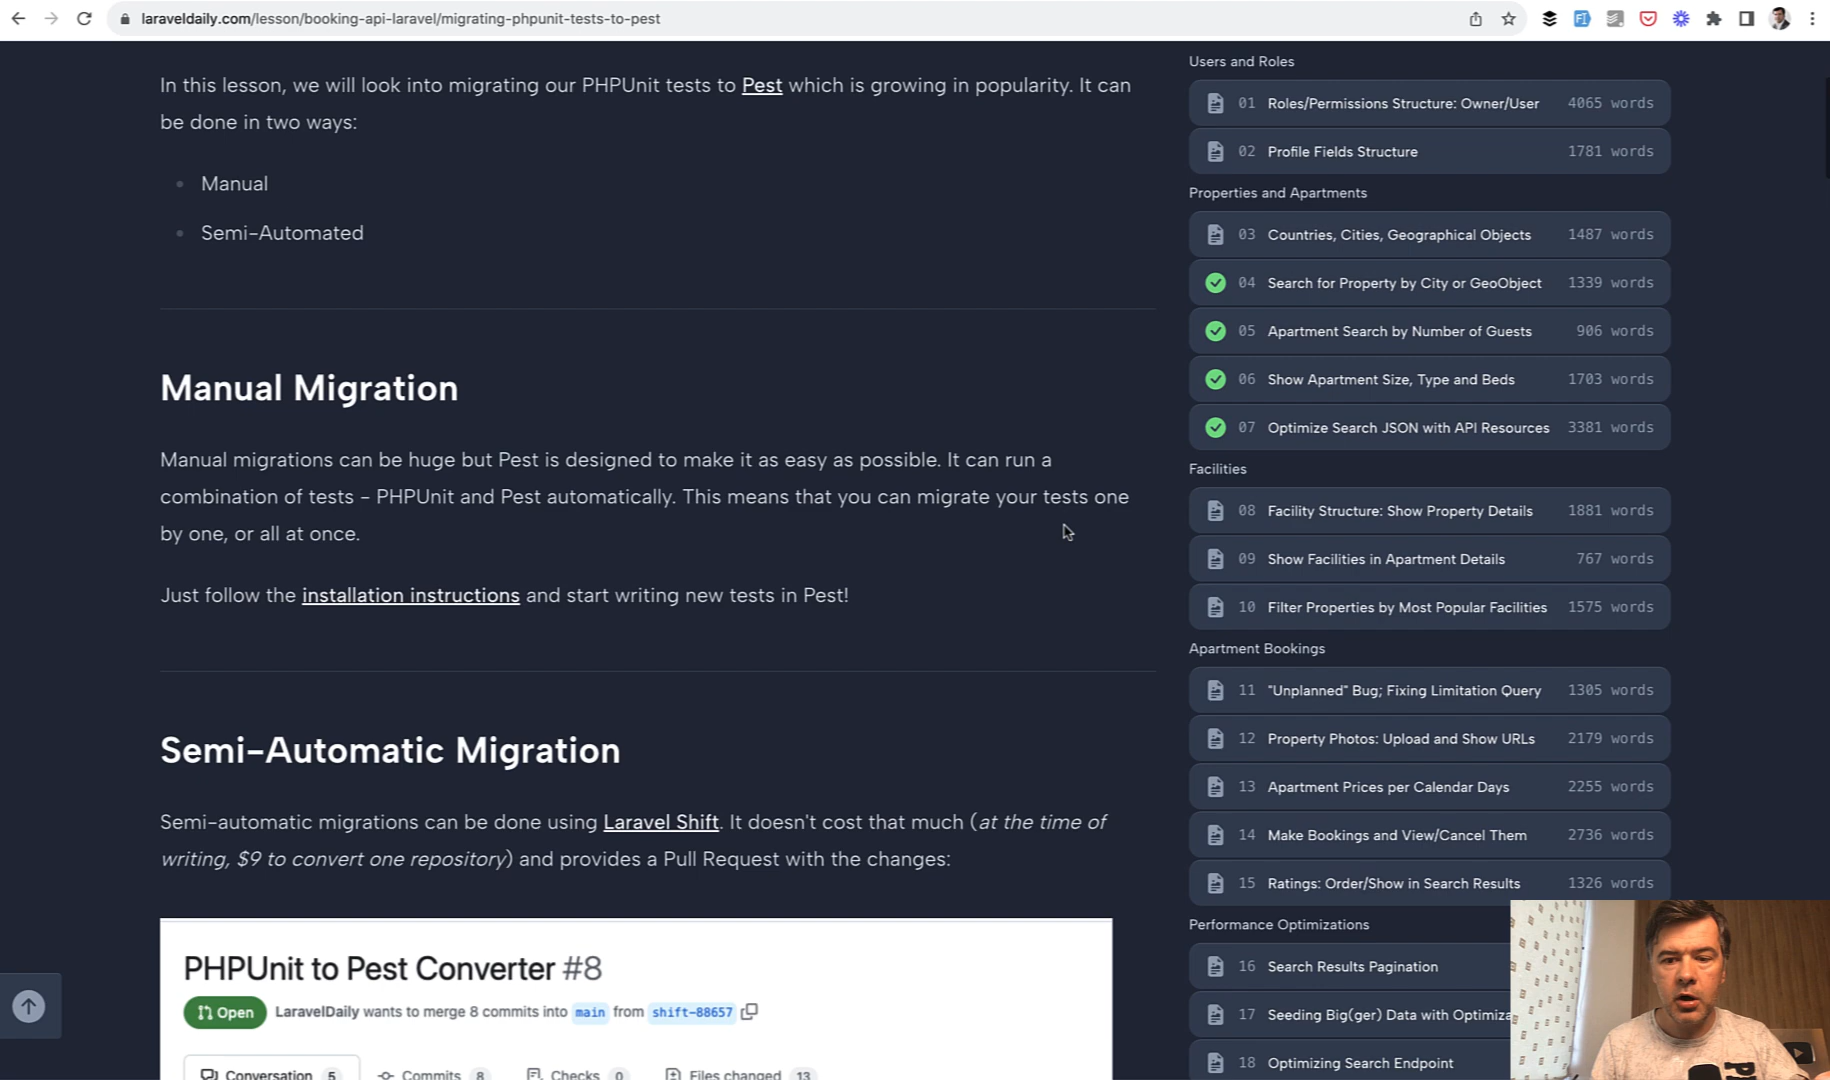 laraveldaily.com/lesson/booking-api-laravel/migrating-phpunit-tests-to-pest
In this lesson, we will look into migrating our PHPUnit tests to Pest which is growing in popularity. It can
be done in two ways:
Manual
Semi-Automated
Manual Migration
Manual migrations can be huge but Pest is designed to make it as easy as possible. It can run a
combination of tests - PHPUnit and Pest automatically. This means that you can migrate your tests one
by one, or all at once.
Just follow the installation instructions and start writing new tests in Pest!
Semi-Automatic Migration
Semi-automatic migrations can be done using Laravel Shift. It doesn't cost that much (at the time of
writing, $9 to convert one repository) and provides a Pull Request with the changes:
PHPUnit to Pest Converter #8
Open LaravelDaily wants to merge 8 commits into main from shift-88657
Conversation 5 Commits 8 Checks 0 Files changed 13
Users and Roles
01 Roles/Permissions Structure: Owner/User 4065 words
02 Profile Fields Structure 1781 words
Properties and Apartments
03 Countries, Cities, Geographical Objects 1487 words
04 Search for Property by City or GeoObject 1339 words
05 Apartment Search by Number of Guests 906 words
06 Show Apartment Size, Type and Beds 1703 words
07 Optimize Search JSON with API Resources 3381 words
Facilities
08 Facility Structure: Show Property Details 1881 words
09 Show Facilities in Apartment Details 767 words
10 Filter Properties by Most Popular Facilities 1575 words
Apartment Bookings
11 "Unplanned" Bug; Fixing Limitation Query 1305 words
12 Property Photos: Upload and Show URLs 2179 words
13 Apartment Prices per Calendar Days 2255 words
14 Make Bookings and View/Cancel Them 2736 words
15 Ratings: Order/Show in Search Results 1326 words
Performance Optimizations
16 Search Results Pagination
17 Seeding Big(ger) Data with Optimiza
18 Optimizing Search Endpoint